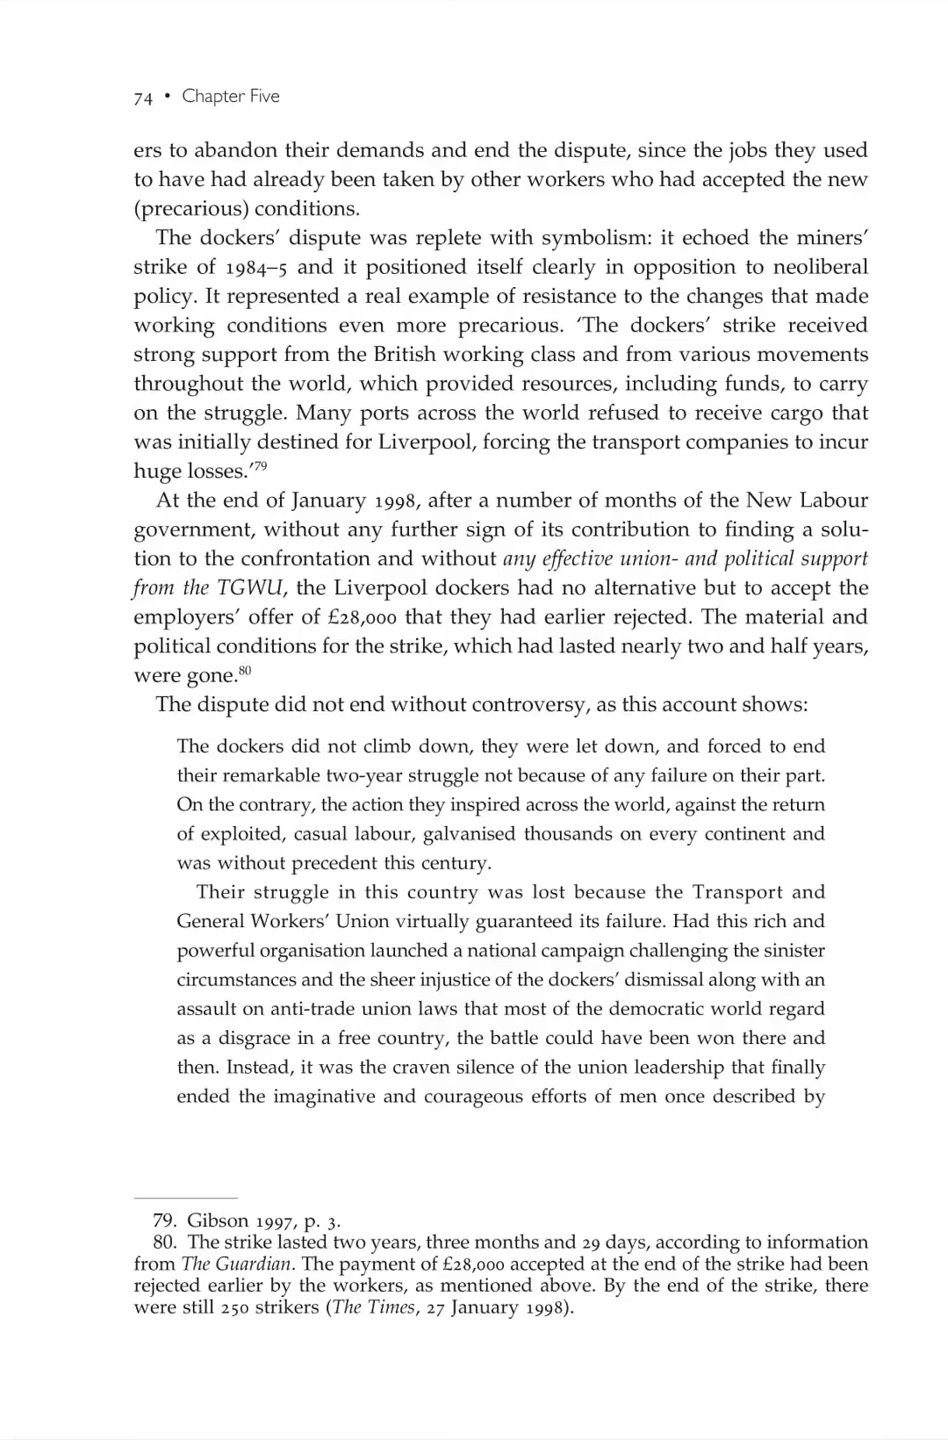 74 • Chapter Five
ers to abandon their demands and end the dispute, since the jobs they used
to have had already been taken by other workers who had accepted the new
(precarious) conditions.
The dockers’ dispute was replete with symbolism: it echoed the miners’
strike of 1984–5 and it positioned itself clearly in opposition to neoliberal
policy. It represented a real example of resistance to the changes that made
working conditions even more precarious. ‘The dockers’ strike received
strong support from the British working class and from various movements
throughout the world, which provided resources, including funds, to carry
on the struggle. Many ports across the world refused to receive cargo that
was initially destined for Liverpool, forcing the transport companies to incur
huge losses.’79
At the end of January 1998, after a number of months of the New Labour
government, without any further sign of its contribution to finding a solu-
tion to the confrontation and without any effective union- and political support
from the TGWU, the Liverpool dockers had no alternative but to accept the
employers’ offer of £28,000 that they had earlier rejected. The material and
political conditions for the strike, which had lasted nearly two and half years,
were gone.80
The dispute did not end without controversy, as this account shows:
The dockers did not climb down, they were let down, and forced to end
their remarkable two-year struggle not because of any failure on their part.
On the contrary, the action they inspired across the world, against the return
of exploited, casual labour, galvanised thousands on every continent and
was without precedent this century.
Their struggle in this country was lost because the Transport and
General Workers’ Union virtually guaranteed its failure. Had this rich and
powerful organisation launched a national campaign challenging the sinister
circumstances and the sheer injustice of the dockers’ dismissal along with an
assault on anti-trade union laws that most of the democratic world regard
as a disgrace in a free country, the battle could have been won there and
then. Instead, it was the craven silence of the union leadership that finally
ended the imaginative and courageous efforts of men once described by
79. Gibson 1997, p. 3.
80. The strike lasted two years, three months and 29 days, according to information
from The Guardian. The payment of £28,000 accepted at the end of the strike had been
rejected earlier by the workers, as mentioned above. By the end of the strike, there
were still 250 strikers (The Times, 27 January 1998).